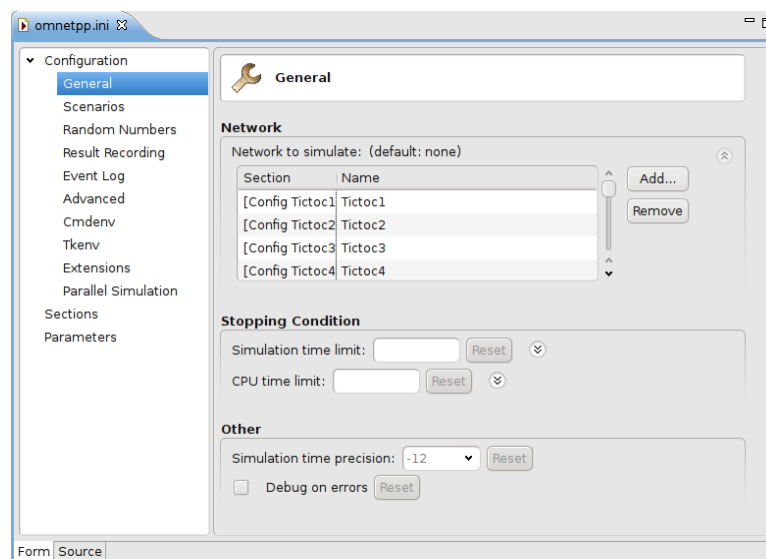 omnetpp.ini
Configuration
General
Scenarios
Random Numbers
Result Recording
Event Log
Advanced
Cmdenv
Tkenv
Extensions
Parallel Simulation
Sections
Parameters
General
Network
Network to simulate: (default: none)
Section Name
[Config Tictoc1 Tictoc1
[Config Tictoc2 Tictoc2
[Config Tictoc3 Tictoc3
[Config Tictoc4 Tictoc4
Add...
Remove
Stopping Condition
Simulation time limit: Reset
CPU time limit: Reset
Other
Simulation time precision: -12 Reset
Debug on errors Reset
Form Source